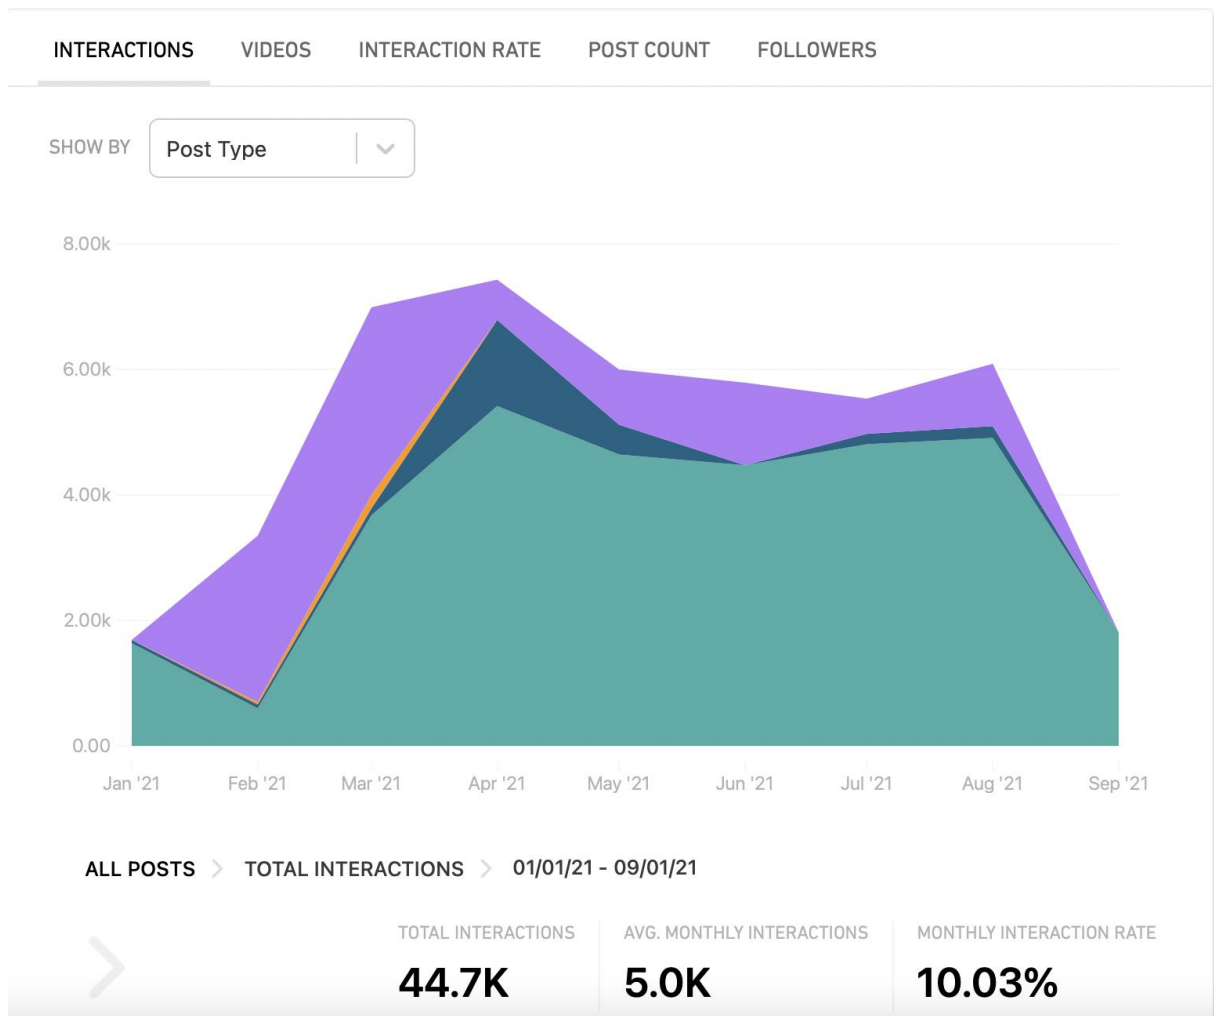 INTERACTIONS VIDEOS INTERACTION RATE POST COUNT FOLLOWERS
SHOW BY Post Type
8.00k
6.00k
4.00k
2.00k
0.00
Jan '21 Feb '21 Mar '21 Apr '21 May '21 Jun '21 Jul '21 Aug '21 Sep '21
ALL POSTS TOTAL INTERACTIONS 01/01/21 - 09/01/21
TOTAL INTERACTIONS AVG. MONTHLY INTERACTIONS MONTHLY INTERACTION RATE
44.7K 5.0K 10.03%